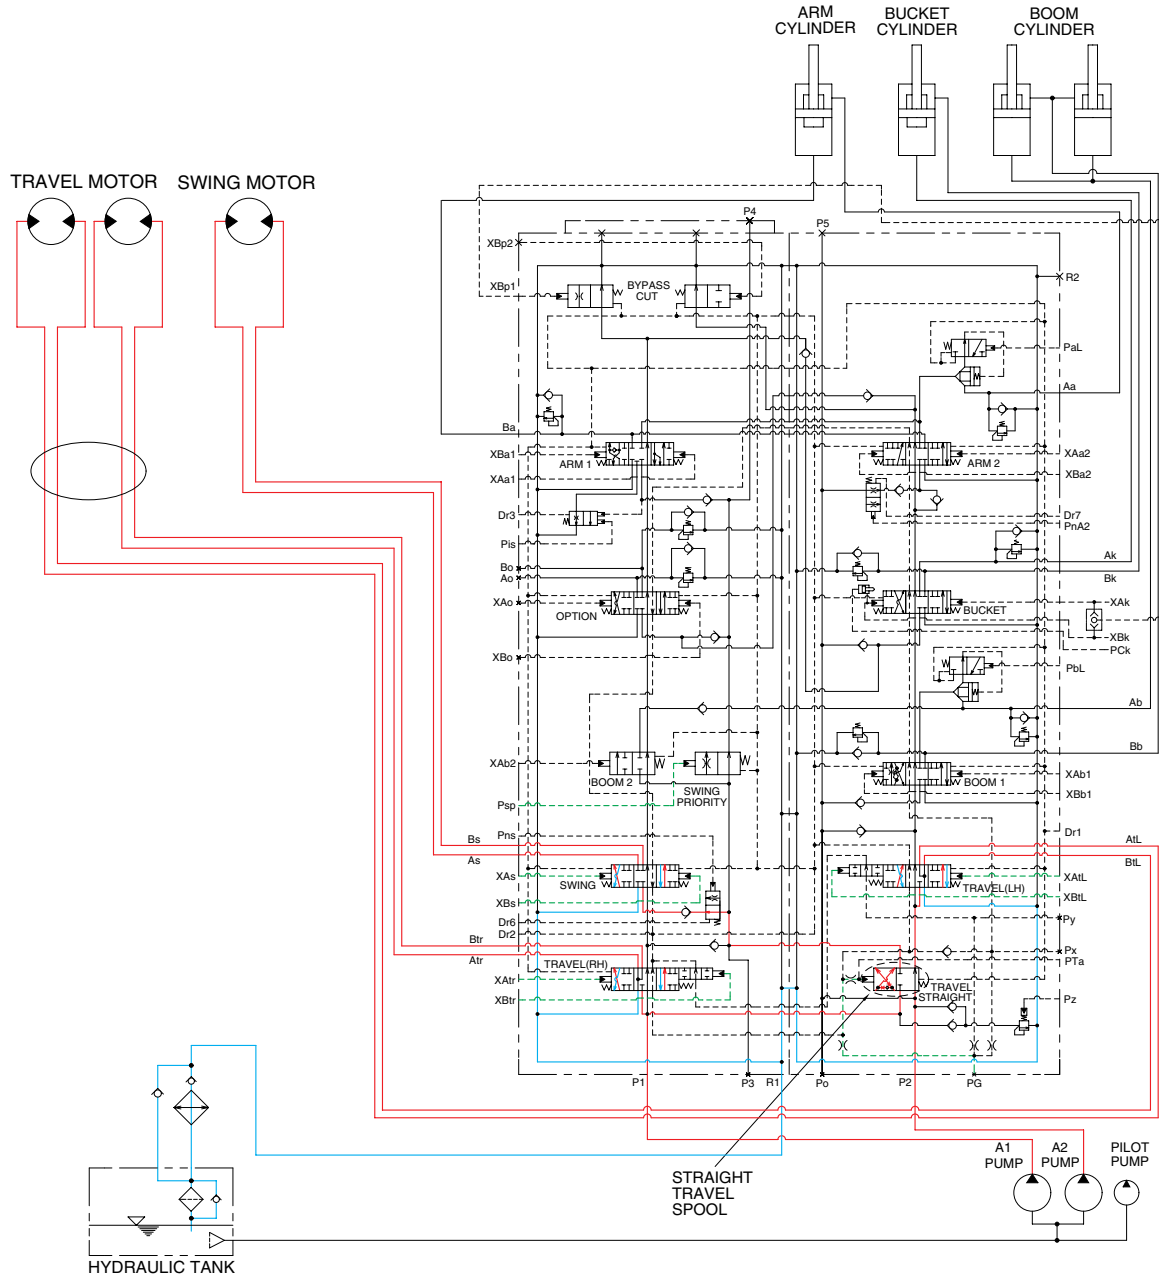 ARM
CYLINDER
BUCKET
CYLINDER
BOOM
CYLINDER
TRAVEL MOTOR
SWING MOTOR
P4
P5
XBp2
R2
XBp1
BYPASS
CUT
PaL
Aa
Ba
XBa1
ARM 1
XAa1
ARM 2
XAa2
XBa2
Dr3
Dr7
PnA2
Pis
Bo
Ao
Ak
Bk
XAo
OPTION
BUCKET
XAk
XBk
PCk
XBo
PbL
Ab
Bb
XAb2
BOOM 2
SWING
PRIORITY
BOOM 1
XAb1
XBb1
Psp
Pns
Dr1
Bs
As
AtL
BtL
XAs
SWING
XBs
TRAVEL(LH)
XAtL
XBtL
Dr6
Dr2
Py
Btr
Atr
Px
PTa
TRAVEL(RH)
XAtr
XBtr
TRAVEL
STRAIGHT
Pz
P1
P3
R1
Po
P2
PG
A1
PUMP
A2
PUMP
PILOT
PUMP
STRAIGHT
TRAVEL
SPOOL
HYDRAULIC TANK